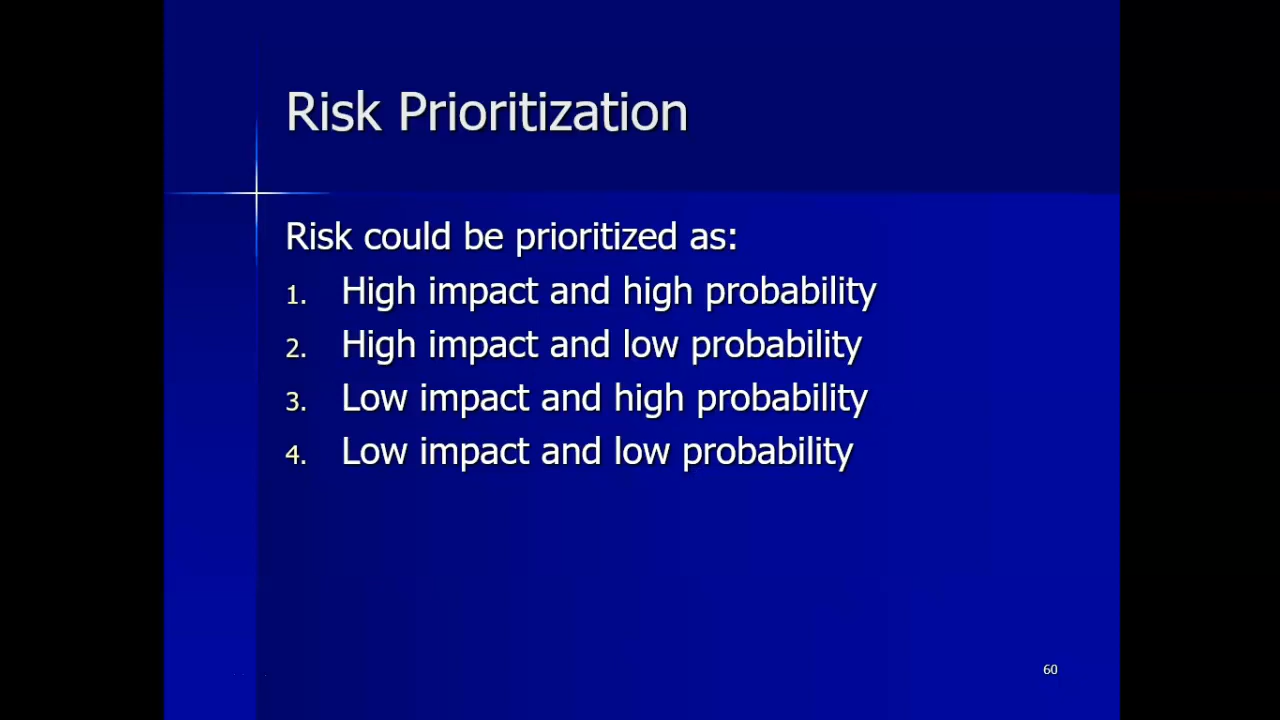 Risk Prioritization
Risk could be prioritized as:
1. High impact and high probability
2. High impact and low probability
3. Low impact and high probability
4. Low impact and low probability
60